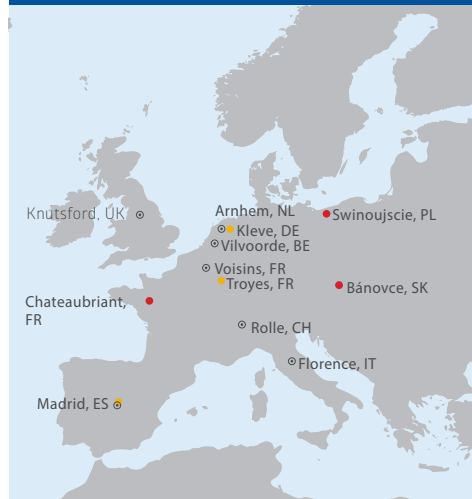 Arnhem, NL
Knutsford, UK
Swinoujscie, PL
Kleve, DE
Vilvoorde, BE
Voisins, FR
Troyes, FR
Bánovce, SK
Chateaubriant,
FR
Rolle, CH
Florence, IT
Madrid, ES